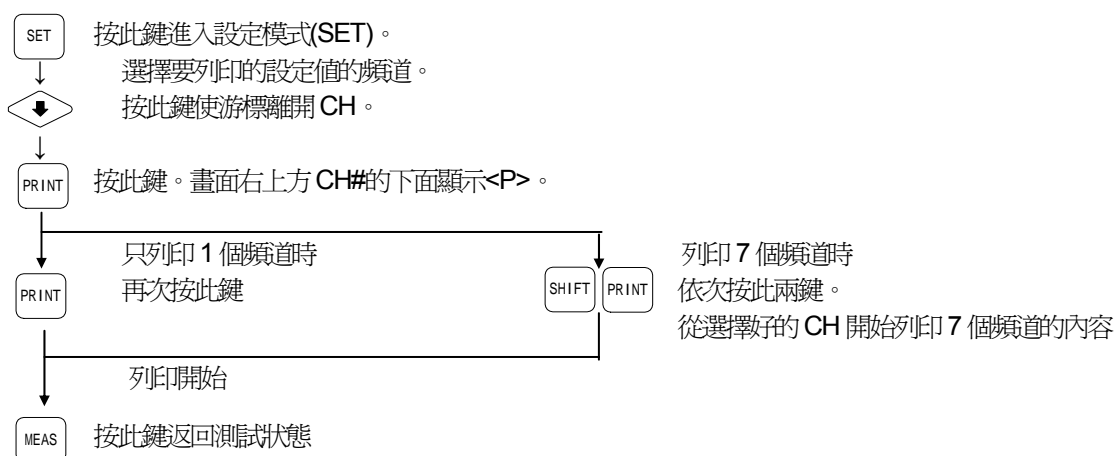 SET 按此鍵進入設定模式(SET)。
選擇要列印的設定值的頻道。
按此鍵使游標離開 CH。
PRINT 按此鍵。畫面右上方 CH#的下面顯示<P>。
只列印 1 個頻道時 列印 7 個頻道時
PRINT 再次按此鍵 SHIFT PRINT 依次按此兩鍵。
從選擇好的 CH 開始列印 7 個頻道的內容
列印開始
MEAS 按此鍵返回測試狀態